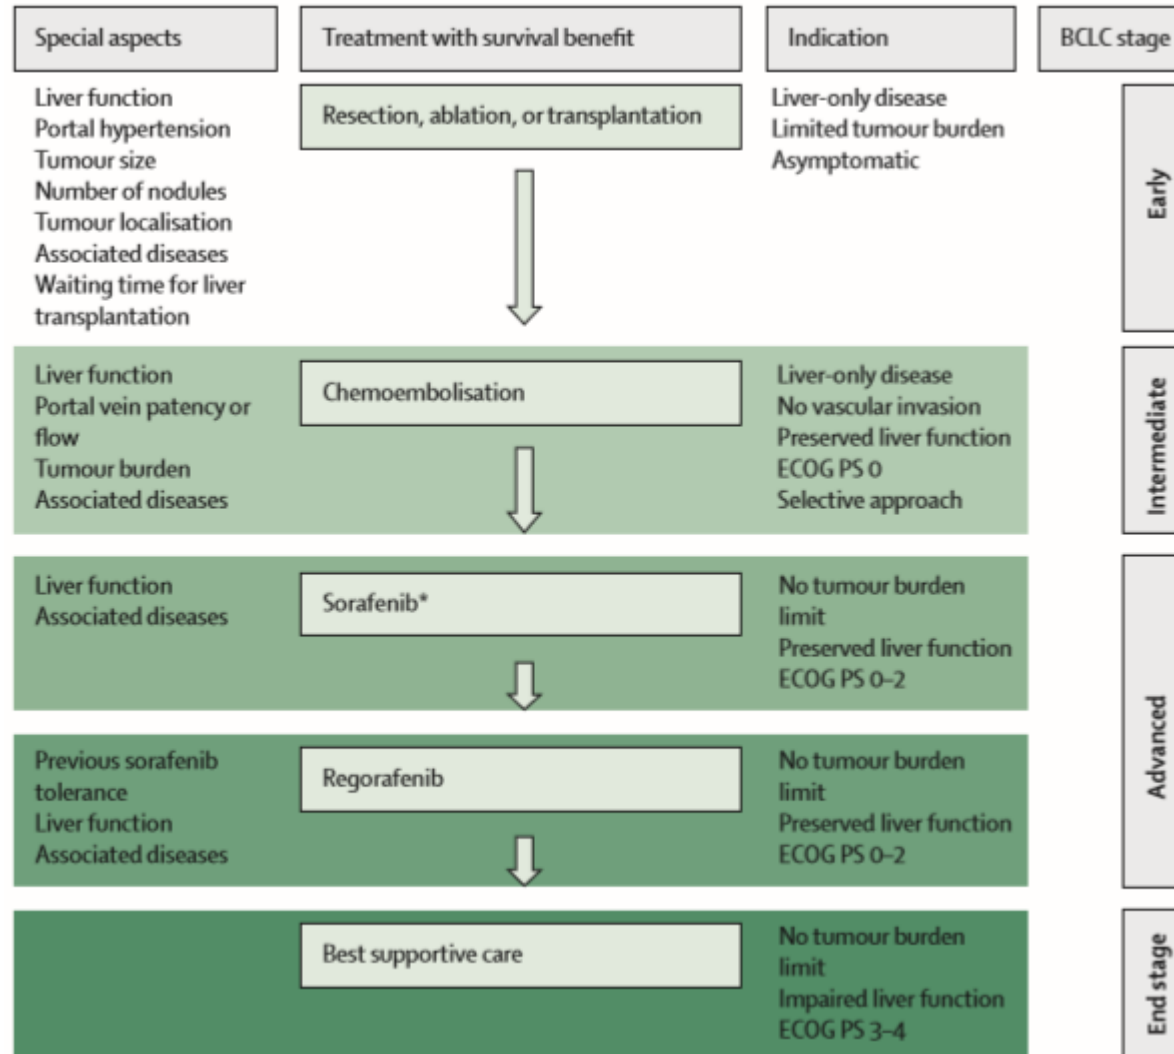 Special aspects
Treatment with survival benefit
Indication
BCLC stage
Liver function
Portal hypertension
Tumour size
Number of nodules
Tumour localisation
Associated diseases
Waiting time for liver
transplantation
Resection, ablation, or transplantation
Liver-only disease
Limited tumour burden
Asymptomatic
Early
Liver function
Portal vein patency or
flow
Tumour burden
Associated diseases
Chemoembolisation
Liver-only disease
No vascular invasion
Preserved liver function
ECOG PS 0
Selective approach
Intermediate
Liver function
Associated diseases
Sorafenib*
No tumour burden
limit
Preserved liver function
ECOG PS 0–2
Advanced
Previous sorafenib
tolerance
Liver function
Associated diseases
Regorafenib
No tumour burden
limit
Preserved liver function
ECOG PS 0–2
Best supportive care
No tumour burden
limit
Impaired liver function
ECOG PS 3–4
End stage